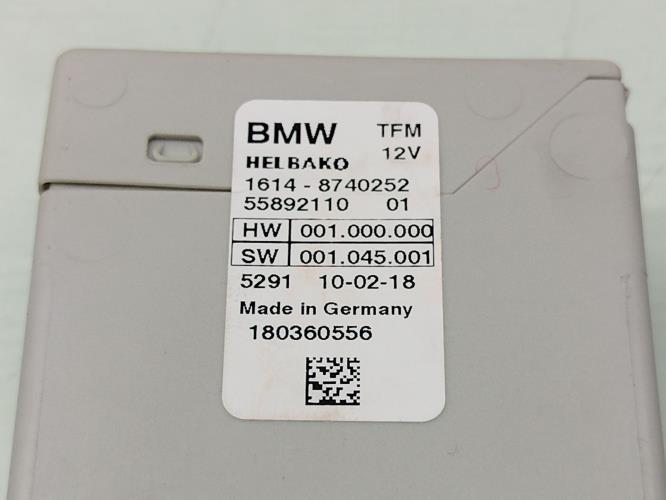 BMW TFM
12V
HELBAKO
1614 - 8740252
55892110 01
HW 001.000.000
SW 001.045.001
5291 10-02-18
Made in Germany
180360556